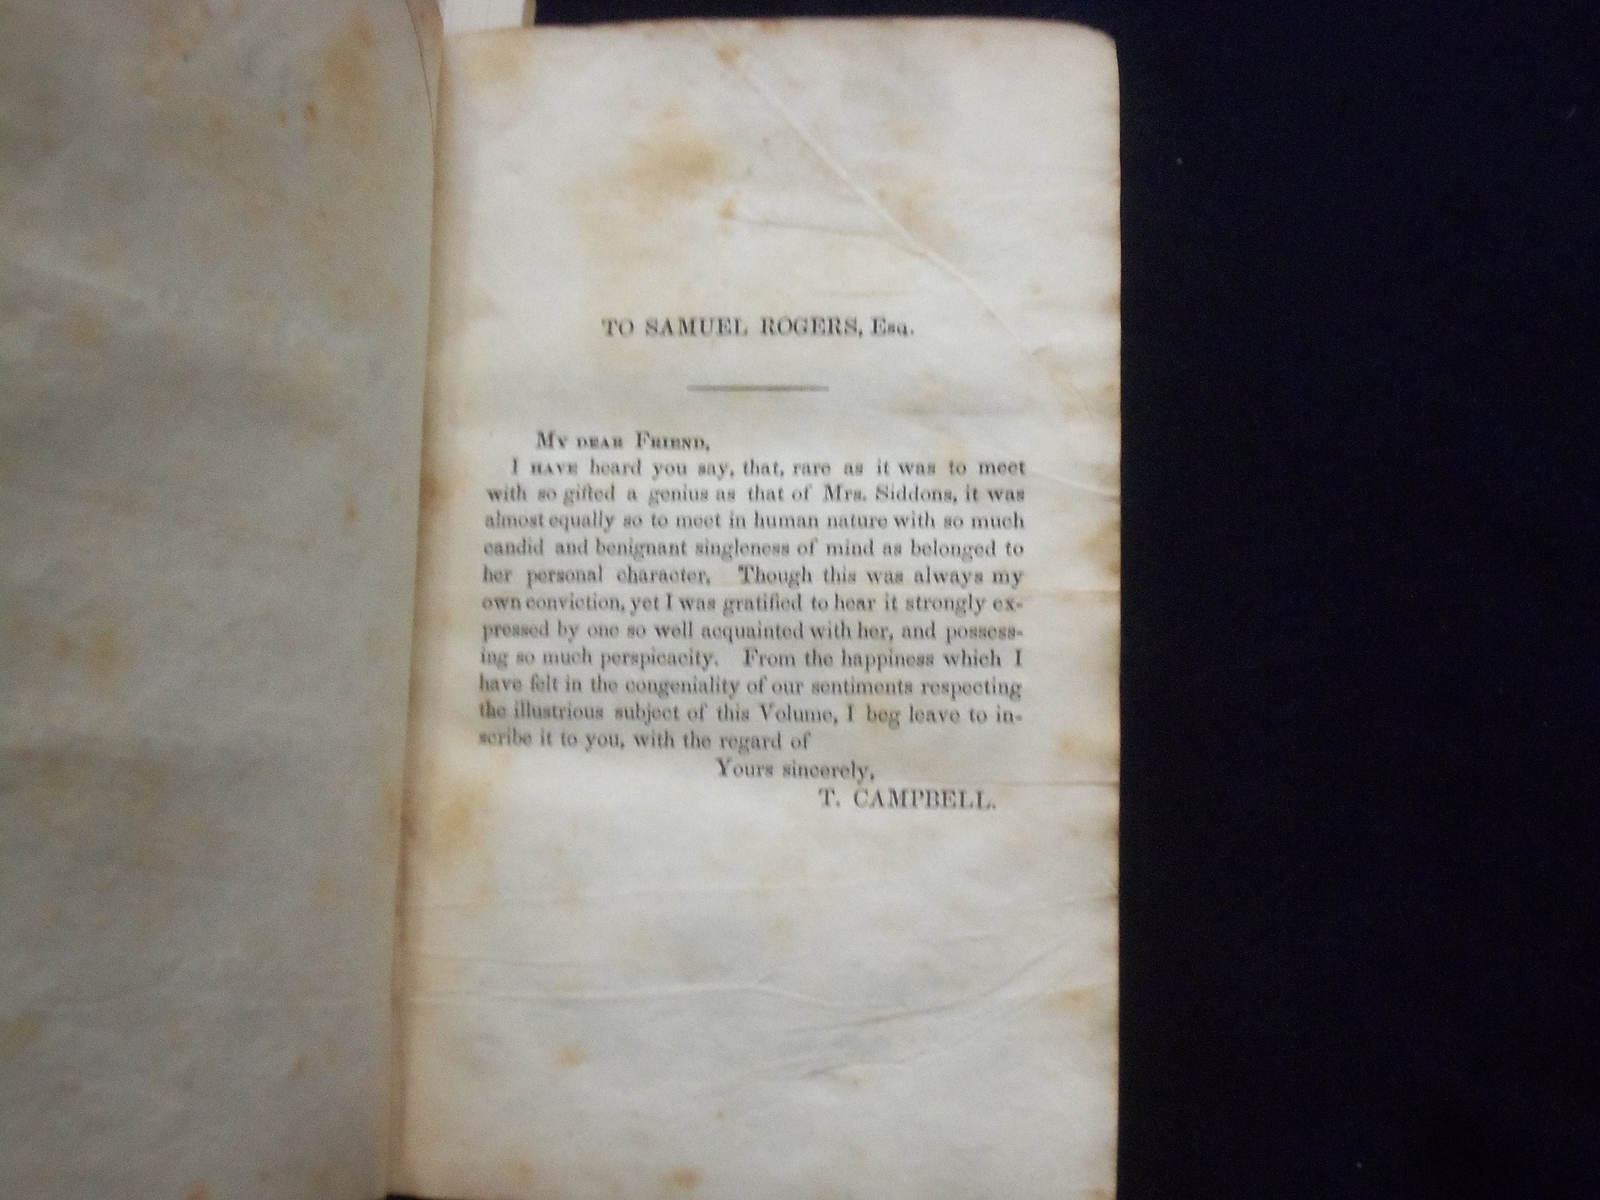 TO SAMUEL ROGERS, Esq.
MY DEAR FRIEND,
I HAVE heard you say, that, rare as it was to meet
with so gifted a genius as that of Mrs. Siddons, it was
almost equally so to meet in human nature with so much
candid and benignant singleness of mind as belonged to
her personal character. Though this was always my
own conviction, yet I was gratified to hear it strongly ex-
pressed by one so well acquainted with her, and possess-
ing so much perspicacity. From the happiness which I
have felt in the congeniality of our sentiments respecting
the illustrious subject of this Volume, I beg leave to in-
scribe it to you, with the regard of
Yours sincerely,
T. CAMPBELL.